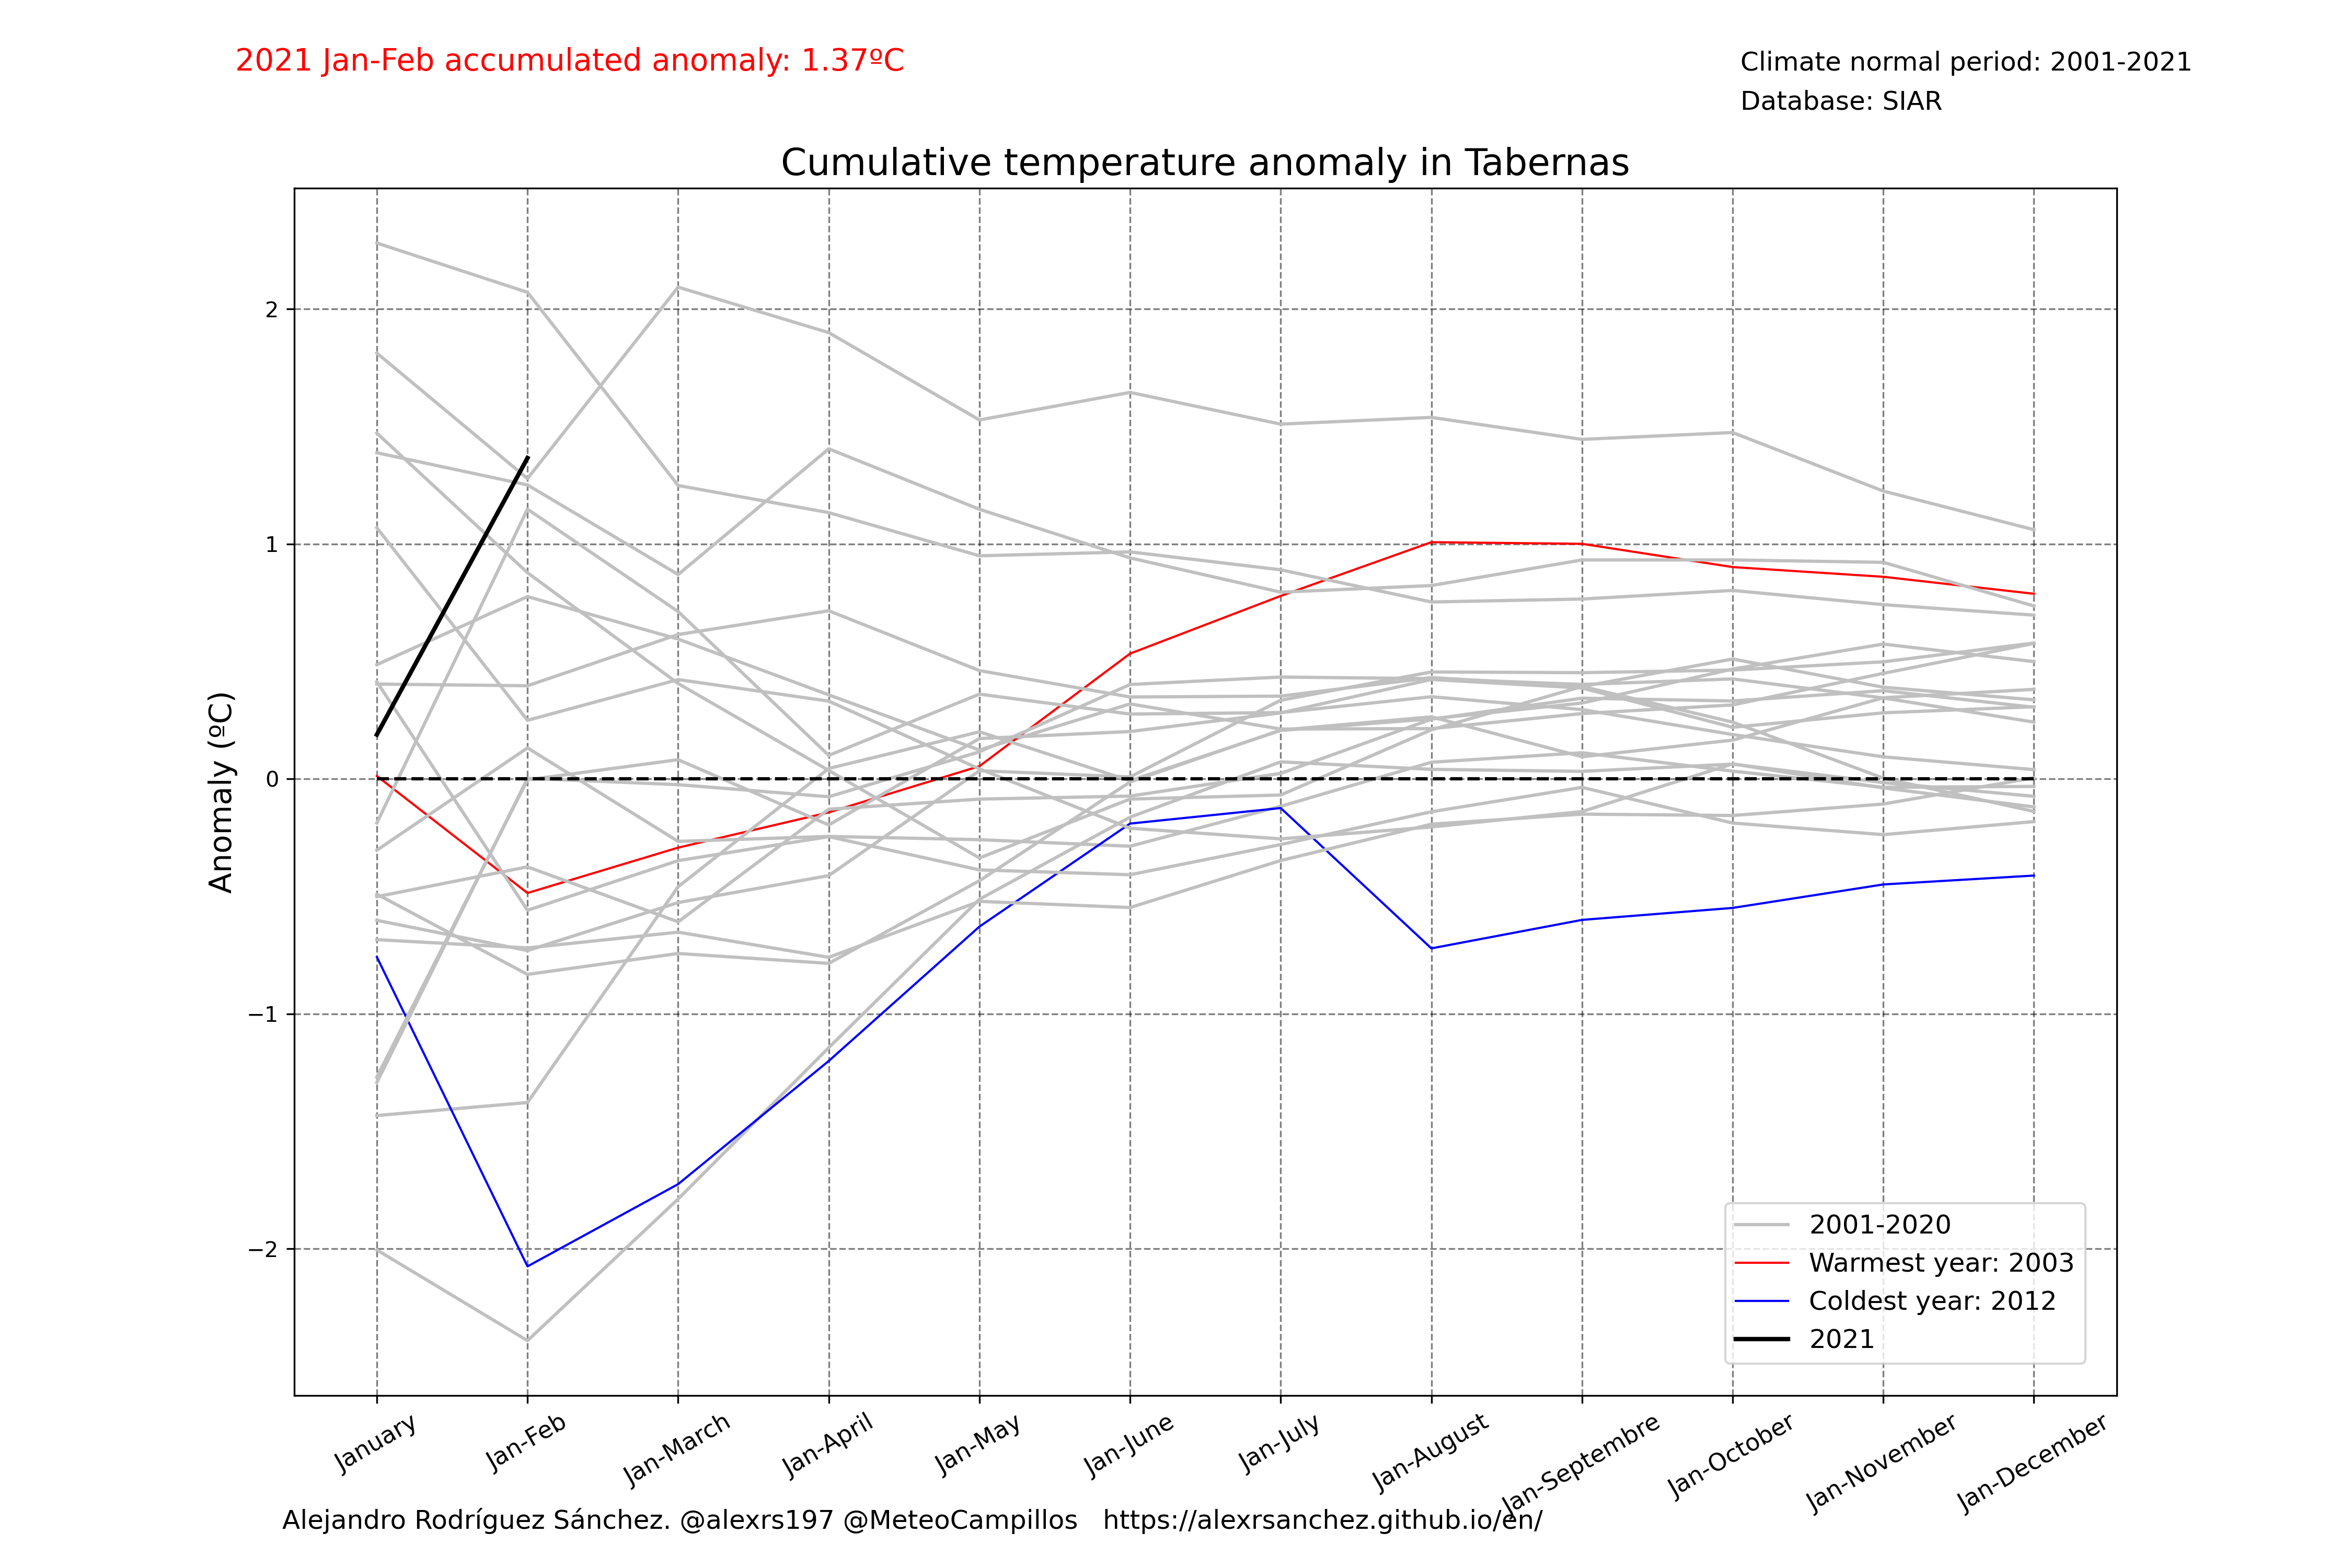 2021 Jan-Feb accumulated anomaly: 1.37ºC
Climate normal period: 2001-2021
Database: SIAR
Cumulative temperature anomaly in Tabernas
Anomaly (ºC)
2
1
0
−1
−2
2001-2020
Warmest year: 2003
Coldest year: 2012
2021
January
Jan-Feb
Jan-March
Jan-April
Jan-May
Jan-June
Jan-July
Jan-August
Jan-Septembre
Jan-October
Jan-November
Jan-December
Alejandro Rodríguez Sánchez. @alexrs197 @MeteoCampillos https://alexrsanchez.github.io/en/